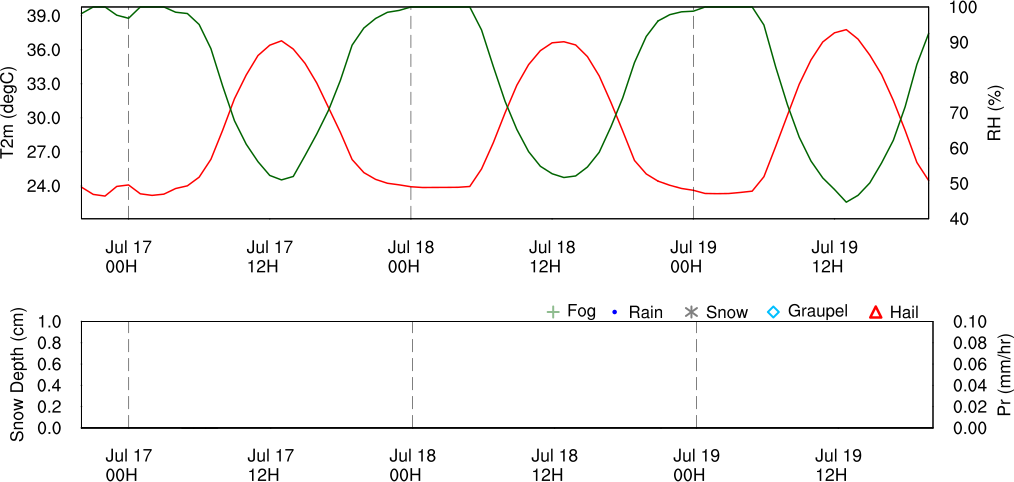 39.0
36.0
33.0
30.0
27.0
24.0
T2m (degC)
100
90
80
70
60
50
40
RH (%)
Jul 17 Jul 17 Jul 18 Jul 18 Jul 19 Jul 19
00H 12H 00H 12H 00H 12H
Fog Rain Snow Graupel Hail
1.0
0.8
0.6
0.4
0.2
0.0
Snow Depth (cm)
0.10
0.08
0.06
0.04
0.02
0.00
Pr (mm/hr)
Jul 17 Jul 17 Jul 18 Jul 18 Jul 19 Jul 19
00H 12H 00H 12H 00H 12H